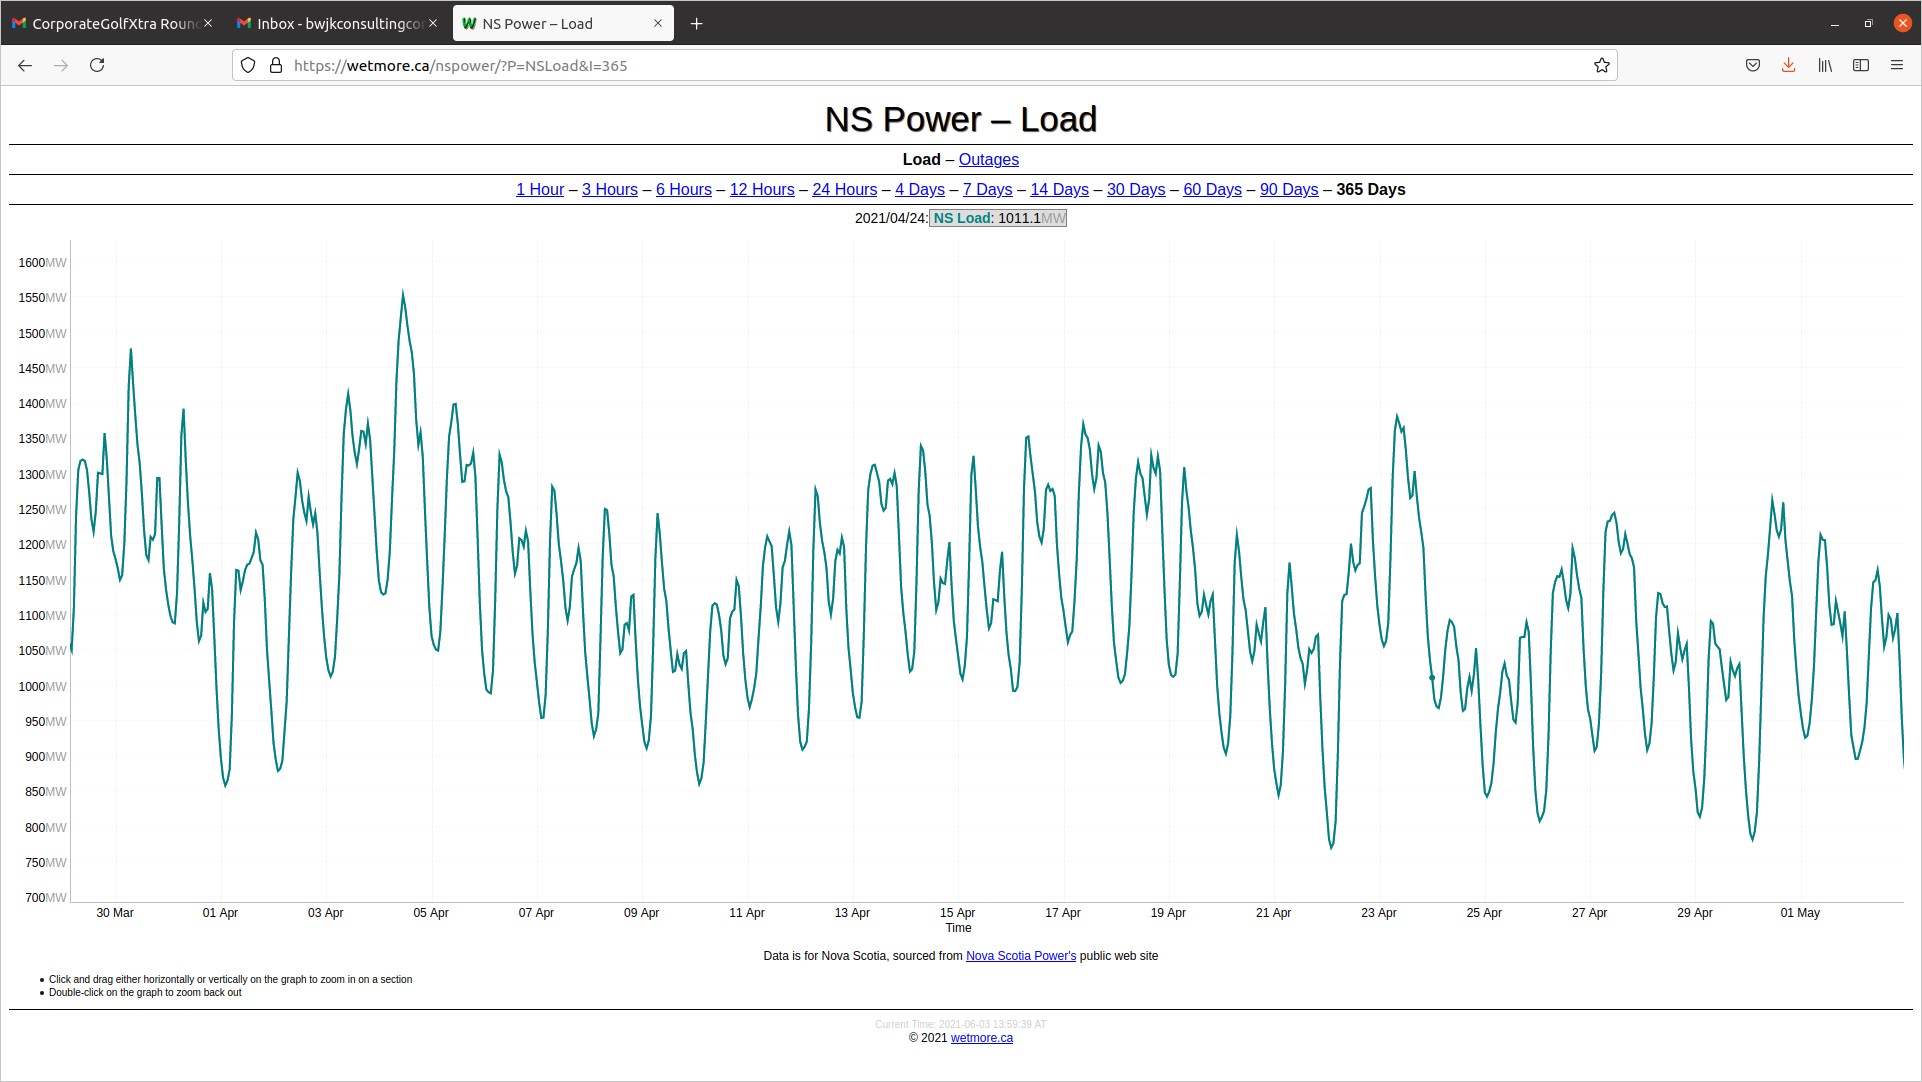 CorporateGolfXtra Roun
Inbox - bwjkconsultingco
NS Power – Load
https://wetmore.ca/nspower/?P=NSLoad&I=365
NS Power – Load
Load – Outages
1 Hour – 3 Hours – 6 Hours – 12 Hours – 24 Hours – 4 Days – 7 Days – 14 Days – 30 Days – 60 Days – 90 Days – 365 Days
2021/04/24: NS Load: 1011.1MW
1600MW
1550MW
1500MW
1450MW
1400MW
1350MW
1300MW
1250MW
1200MW
1150MW
1100MW
1050MW
1000MW
950MW
900MW
850MW
800MW
750MW
700MW
30 Mar 01 Apr 03 Apr 05 Apr 07 Apr 09 Apr 11 Apr 13 Apr 15 Apr 17 Apr 19 Apr 21 Apr 23 Apr 25 Apr 27 Apr 29 Apr 01 May
Time
Data is for Nova Scotia, sourced from Nova Scotia Power's public web site
• Click and drag either horizontally or vertically on the graph to zoom in on a section
• Double-click on the graph to zoom back out
Current Time: 2021-06-03 13:59:39 AT
© 2021 wetmore.ca